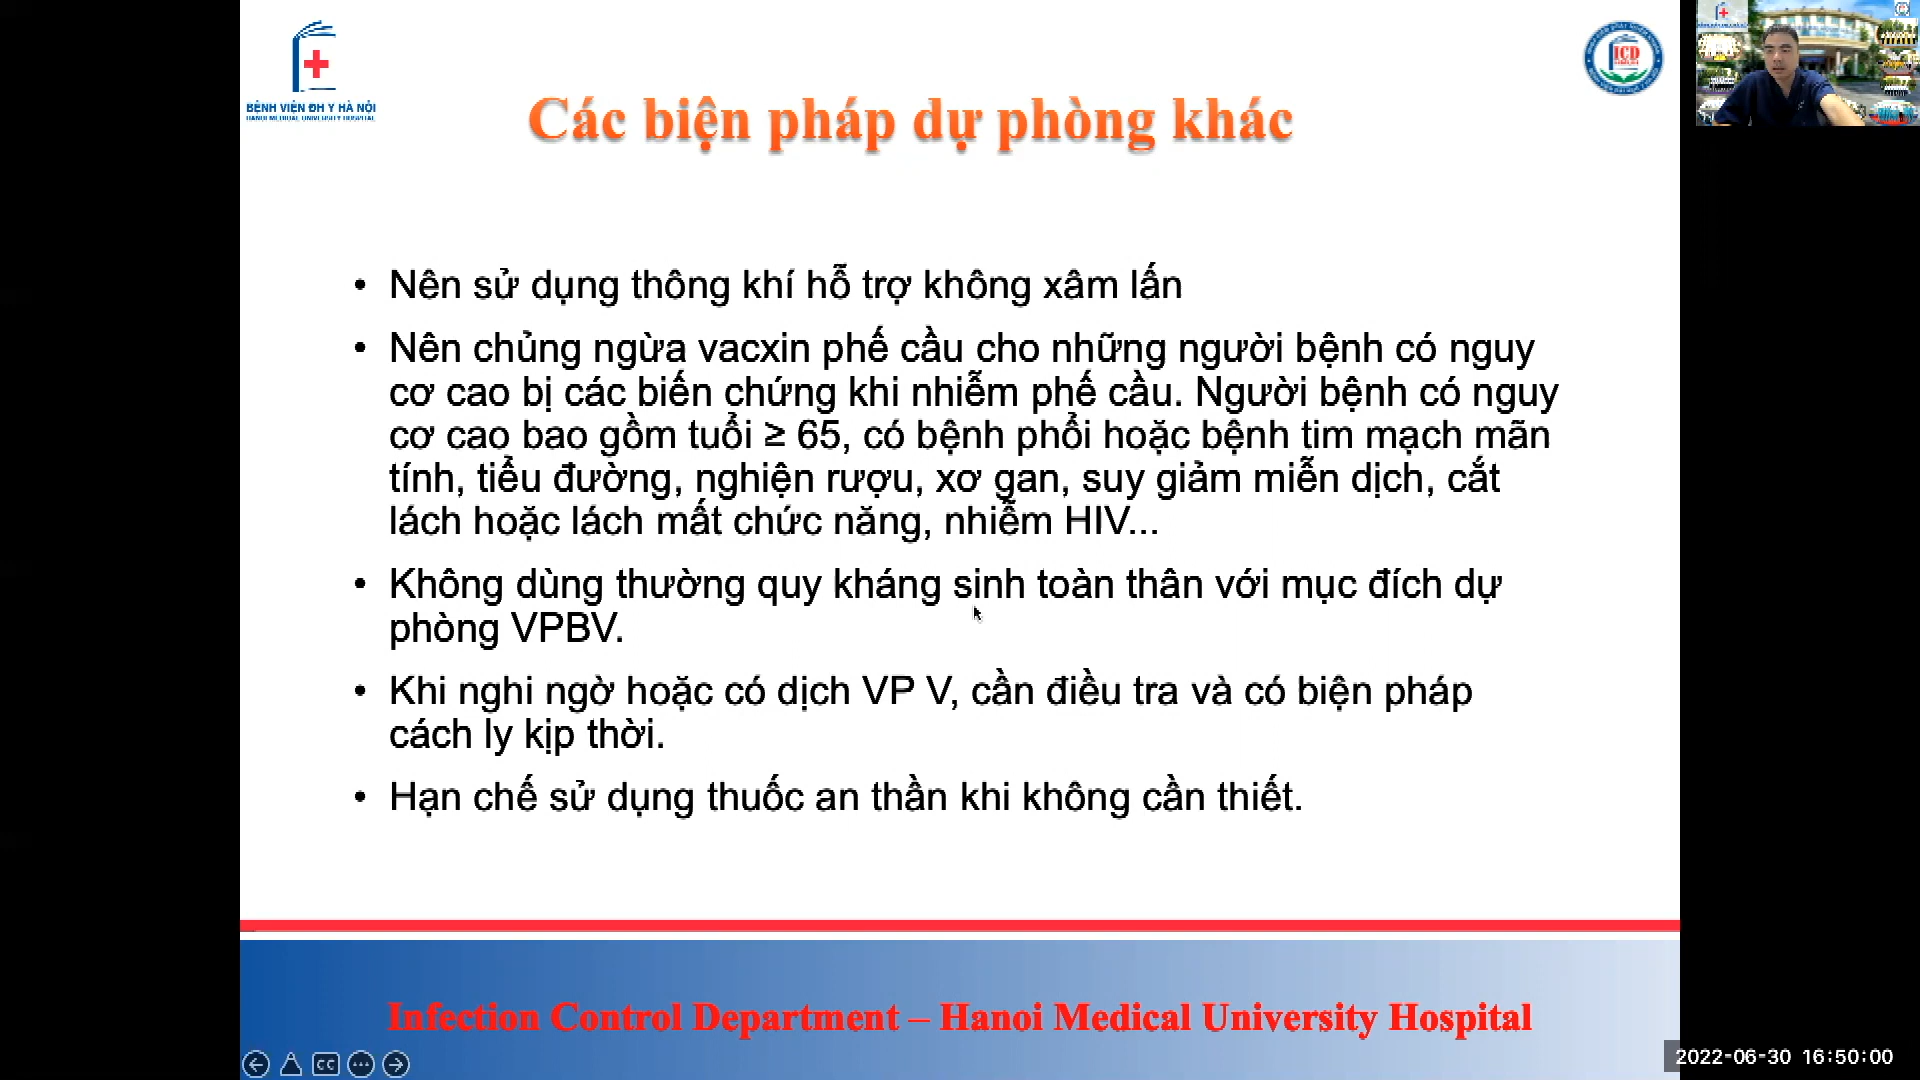 BỆNH VIỆN ĐH Y HÀ NỘI
HANOI MEDICAL UNIVERSITY HOSPITAL
ICD
Các biện pháp dự phòng khác
• Nên sử dụng thông khí hỗ trợ không xâm lấn
• Nên chủng ngừa vacxin phế cầu cho những người bệnh có nguy
cơ cao bị các biến chứng khi nhiễm phế cầu. Người bệnh có nguy
cơ cao bao gồm tuổi ≥ 65, có bệnh phổi hoặc bệnh tim mạch mãn
tính, tiểu đường, nghiện rượu, xơ gan, suy giảm miễn dịch, cắt
lách hoặc lách mất chức năng, nhiễm HIV...
• Không dùng thường quy kháng sinh toàn thân với mục đích dự
phòng VPBV.
• Khi nghi ngờ hoặc có dịch VP V, cần điều tra và có biện pháp
cách ly kịp thời.
• Hạn chế sử dụng thuốc an thần khi không cần thiết.
Infection Control Department – Hanoi Medical University Hospital
CC
2022-06-30 16:50:00